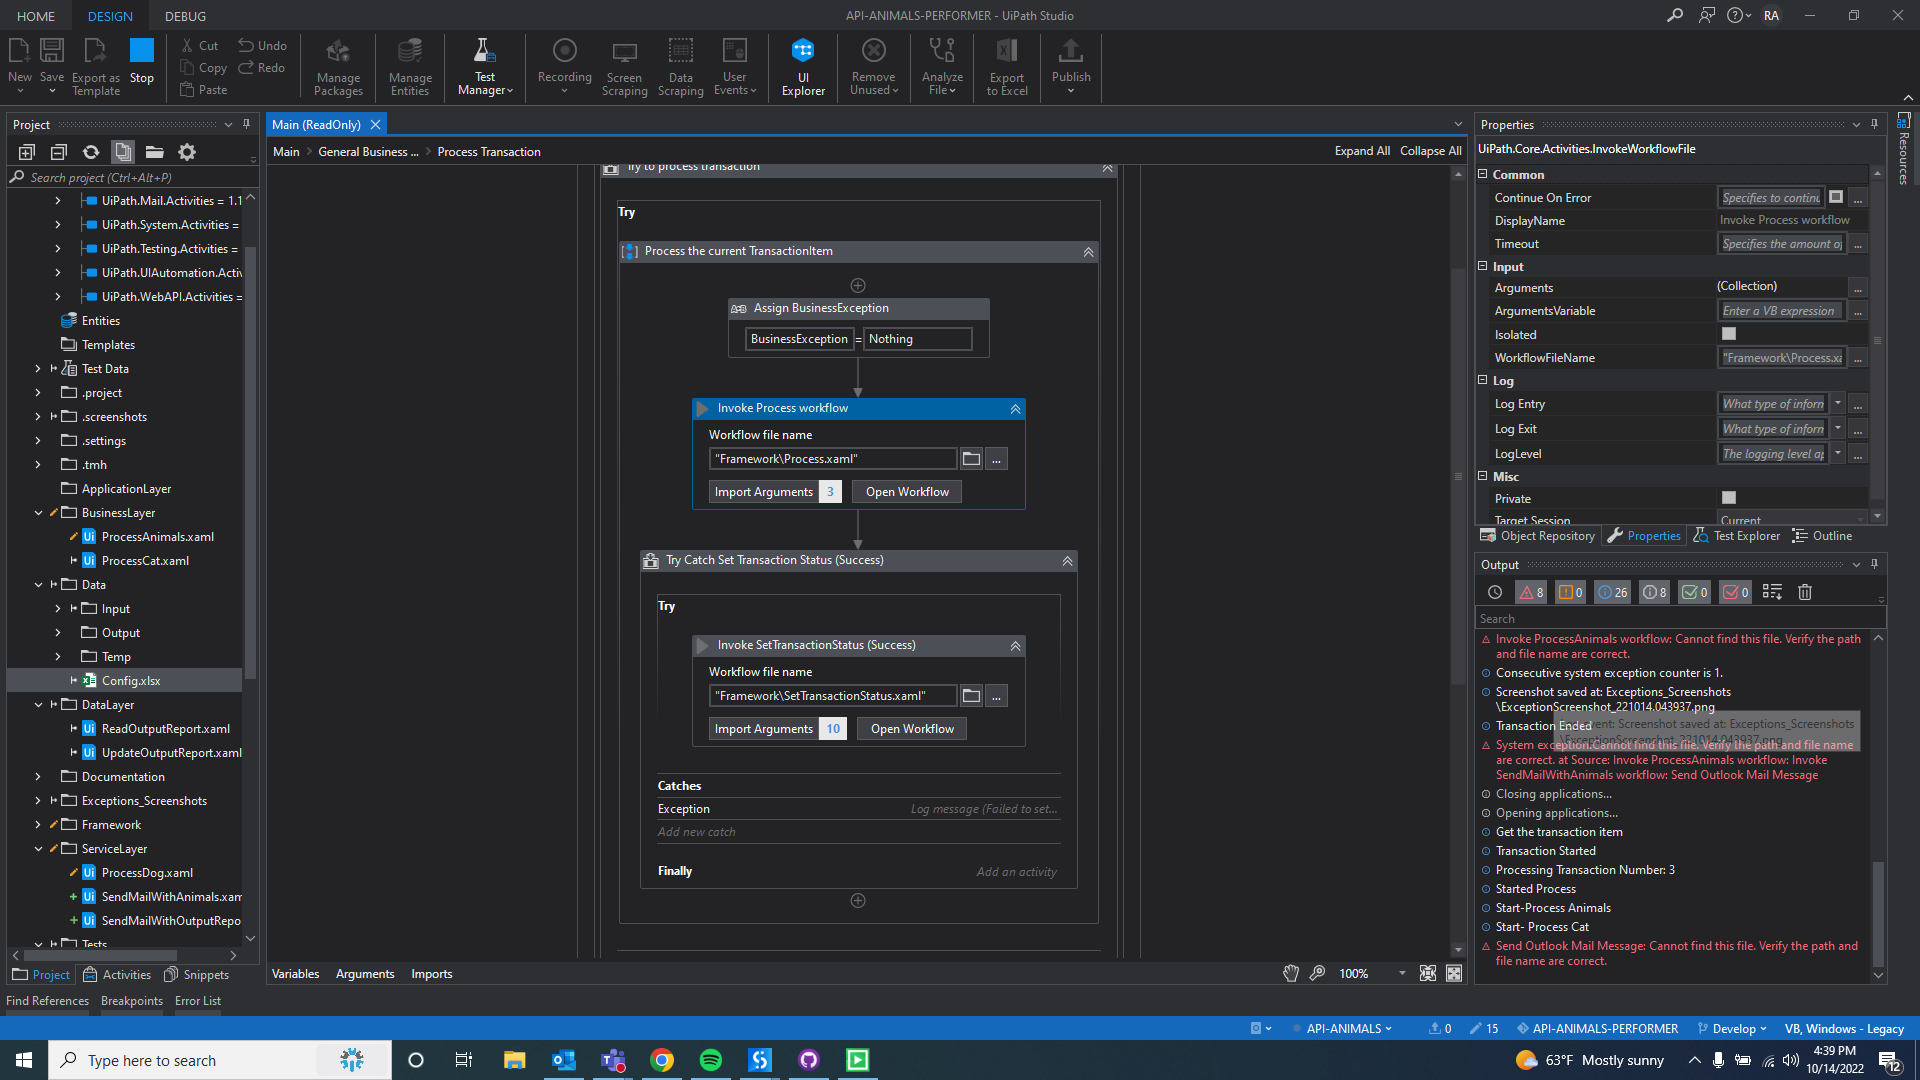 HOME
DESIGN
DEBUG
API-ANIMALS-PERFORMER - UiPath Studio
RA
New
Save
Export as Template
Stop
Cut
Copy
Paste
Undo
Redo
Manage Packages
Manage Entities
Test Manager
Recording
Screen Scraping
Data Scraping
User Events
UI Explorer
Remove Unused
Analyze File
Export to Excel
Publish
Project
Search project (Ctrl+Alt+P)
UiPath.Mail.Activities = 1.1
UiPath.System.Activities =
UiPath.Testing.Activities =
UiPath.UIAutomation.Activ
UiPath.WebAPI.Activities =
Entities
Templates
Test Data
.project
.screenshots
.settings
.tmh
ApplicationLayer
BusinessLayer
ProcessAnimals.xaml
ProcessCat.xaml
Data
Input
Output
Temp
Config.xlsx
DataLayer
ReadOutputReport.xaml
UpdateOutputReport.xaml
Documentation
Exceptions_Screenshots
Framework
ServiceLayer
ProcessDog.xaml
SendMailWithAnimals.xam
SendMailWithOutputRepo
Tests
Project
Activities
Snippets
Find References
Breakpoints
Error List
Main (ReadOnly)
Main > General Business ... > Process Transaction
Expand All
Collapse All
Try to process transaction
Try
Process the current TransactionItem
Assign BusinessException
BusinessException = Nothing
Invoke Process workflow
Workflow file name
"Framework\Process.xaml"
...
Import Arguments 3
Open Workflow
Try Catch Set Transaction Status (Success)
Try
Invoke SetTransactionStatus (Success)
Workflow file name
"Framework\SetTransactionStatus.xaml"
...
Import Arguments 10
Open Workflow
Catches
Exception
Log message (Failed to set...
Add new catch
Finally
Add an activity
Variables
Arguments
Imports
100%
Properties
UiPath.Core.Activities.InvokeWorkflowFile
Common
Continue On Error
Specifies to continu
...
DisplayName
Invoke Process workflow
Timeout
Specifies the amount of
...
Input
Arguments
(Collection)
...
ArgumentsVariable
Enter a VB expression
...
Isolated
WorkflowFileName
"Framework\Process.xa
...
Log
Log Entry
What type of inform
...
Log Exit
What type of inform
...
LogLevel
The logging level ap
...
Misc
Private
Target Session
Current
Object Repository
Properties
Test Explorer
Outline
Resources
Output
8
0
26
8
0
0
Search
Invoke ProcessAnimals workflow: Cannot find this file. Verify the path
and file name are correct.
Consecutive system exception counter is 1.
Screenshot saved at: Exceptions_Screenshots
\ExceptionScreenshot_221014.043937.png
Transaction Ended
vent: Screenshot saved at: Exceptions_Screenshots
\ExceptionScreenshot_221014.043937.png
System exception.Cannot find this file. Verify the path and file name
are correct. at Source: Invoke ProcessAnimals workflow: Invoke
SendMailWithAnimals workflow: Send Outlook Mail Message
Closing applications...
Opening applications...
Get the transaction item
Transaction Started
Processing Transaction Number: 3
Started Process
Start-Process Animals
Start- Process Cat
Send Outlook Mail Message: Cannot find this file. Verify the path and
file name are correct.
API-ANIMALS
0
15
API-ANIMALS-PERFORMER
Develop
VB, Windows - Legacy
Type here to search
63°F Mostly sunny
4:39 PM
10/14/2022
12